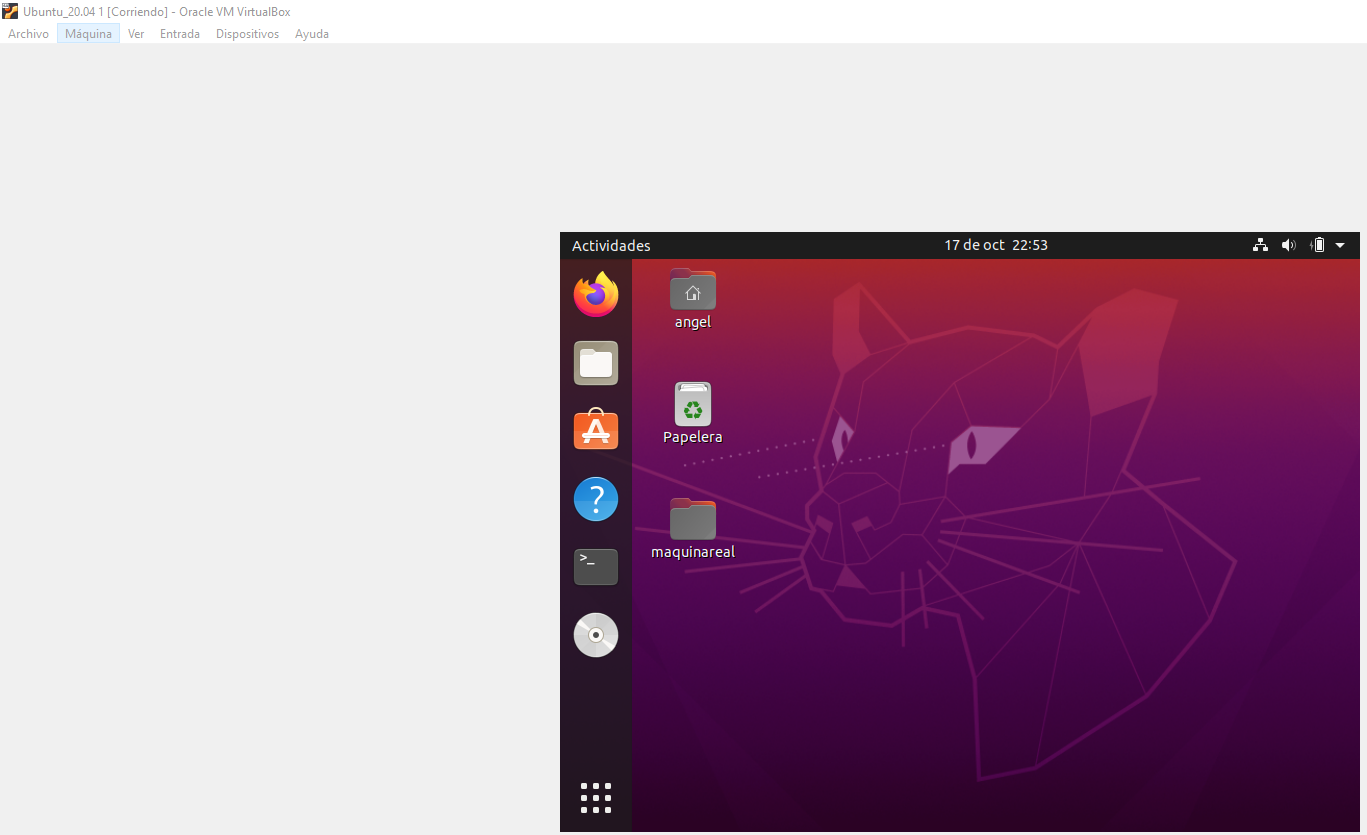 Ubuntu_20.04 1 [Corriendo] - Oracle VM VirtualBox
Archivo Máquina Ver Entrada Dispositivos Ayuda
Actividades 17 de oct 22:53
angel
Papelera
maquinareal